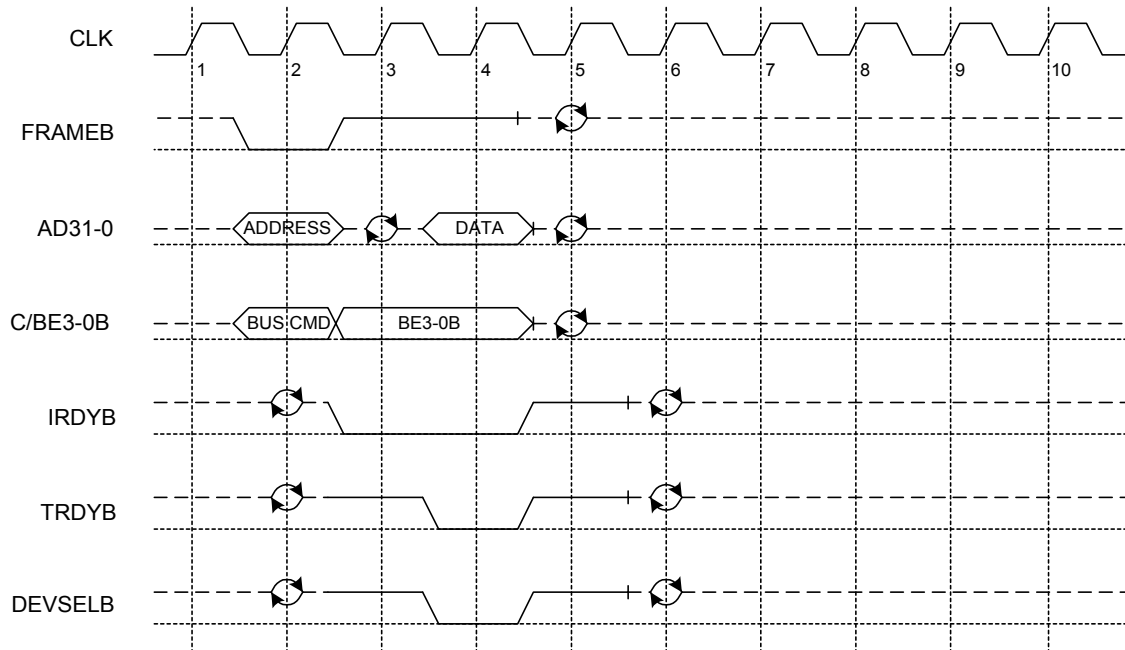 CLK
1 2 3 4 5 6 7 8 9 10
FRAMEB
AD31-0 ADDRESS DATA
C/BE3-0B BUS CMD BE3-0B
IRDYB
TRDYB
DEVSELB